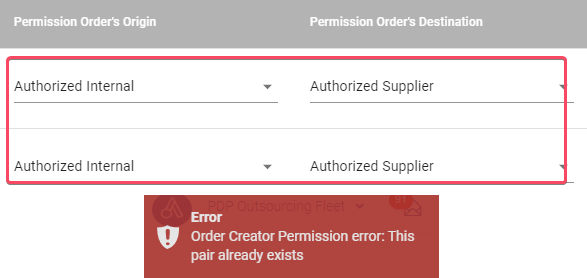 Permission Order's Origin Permission Order's Destination
Authorized Internal Authorized Supplier
Authorized Internal Authorized Supplier
PDP Outsourcing Fleet 91
Error
Order Creator Permission error: This
pair already exists